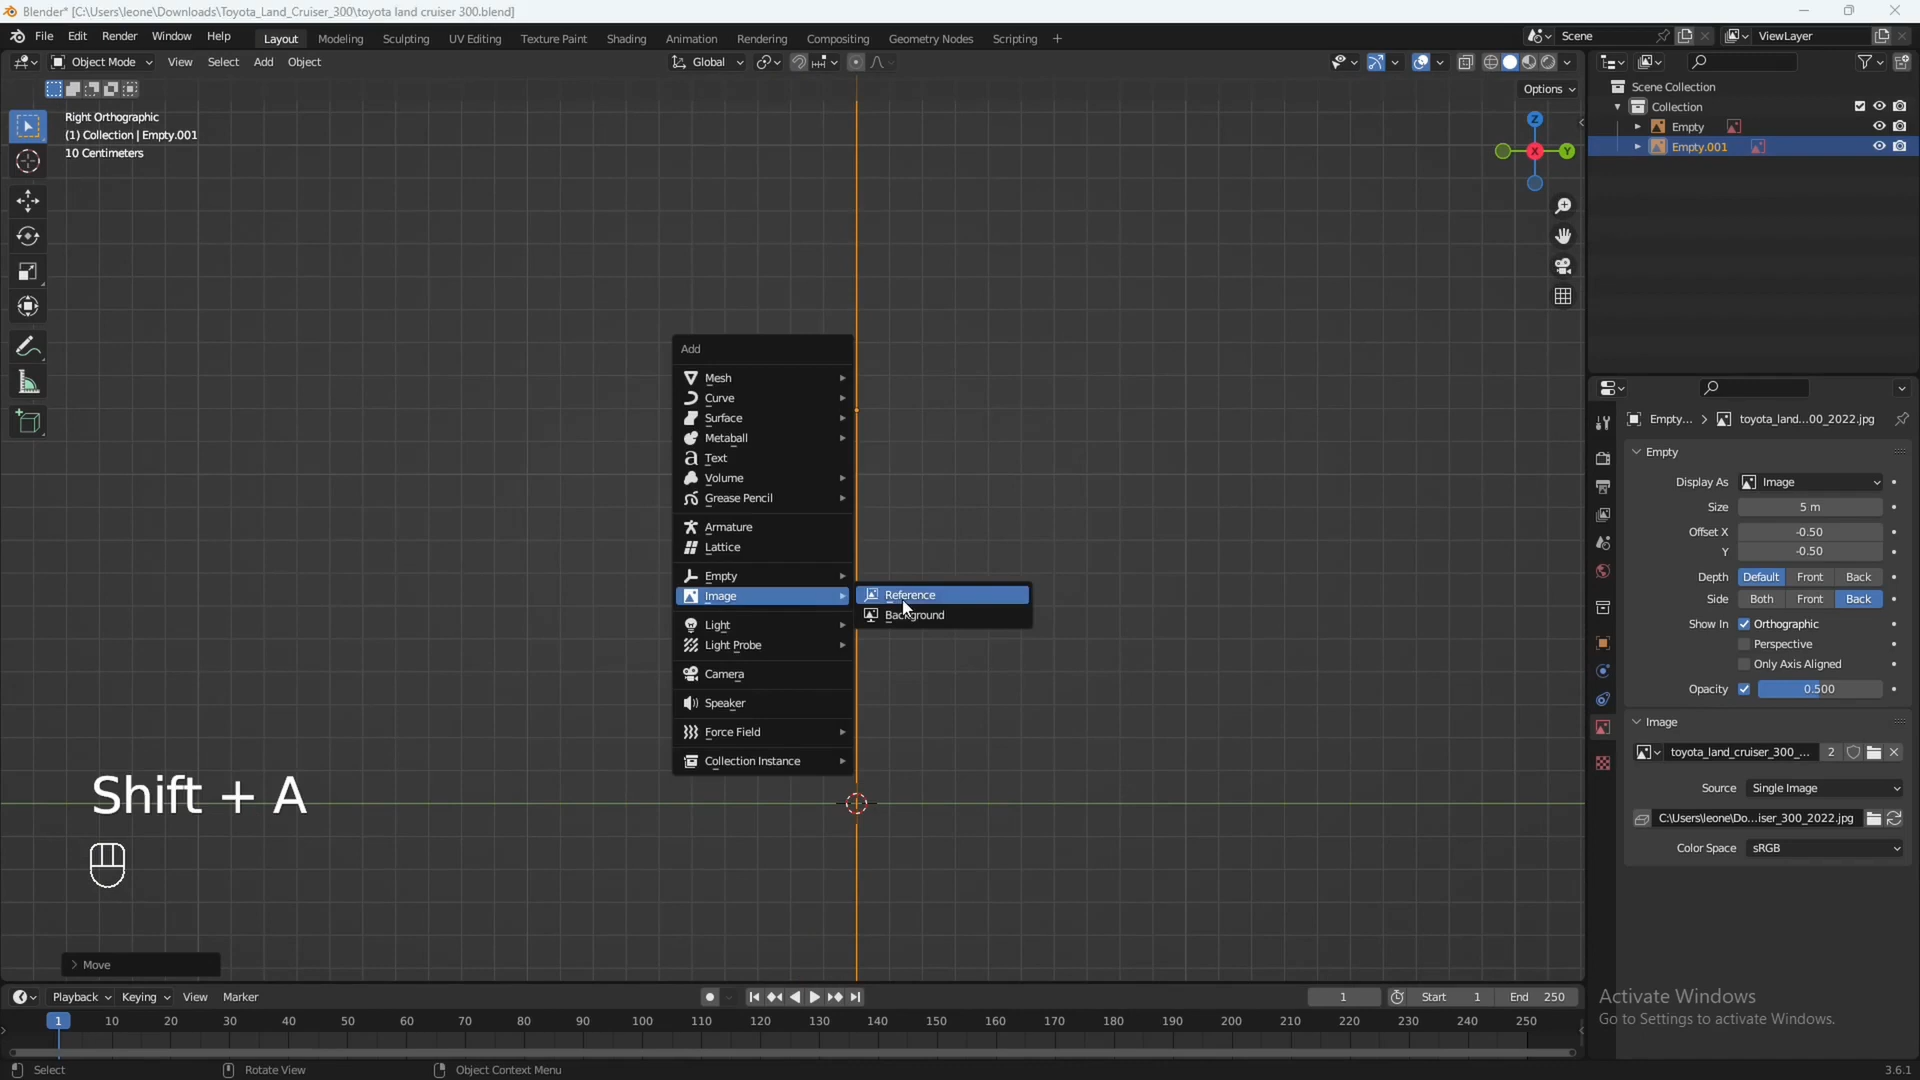 Blender* [C:\Users\leone\Downloads\Toyota_Land_Cruiser_300\toyota land cruiser 300.blend]
File Edit Render Window Help Layout Modeling Sculpting UV Editing Texture Paint Shading Animation Rendering Compositing Geometry Nodes Scripting + Scene ViewLayer
Object Mode View Select Add Object Global
Options
Right Orthographic
(1) Collection | Empty.001
10 Centimeters
Z
X
Y
Scene Collection
Collection
Empty
Empty.001
Add
Mesh
Curve
Surface
Metaball
Text
Volume
Grease Pencil
Armature
Lattice
Empty
Image
Reference
Background
Light
Light Probe
Camera
Speaker
Force Field
Collection Instance
Shift + A
Move
Empty... toyota_land...00_2022.jpg
Empty
Display As Image
Size 5 m
Offset X -0.50
Y -0.50
Depth Default Front Back
Side Both Front Back
Show In Orthographic
Perspective
Only Axis Aligned
Opacity 0.500
Image
toyota_land_cruiser_300_... 2
Source Single Image
C:\Users\leone\Do...iser_300_2022.jpg
Color Space sRGB
Activate Windows
Go to Settings to activate Windows.
Playback Keying View Marker 1 Start 1 End 250
1 10 20 30 40 50 60 70 80 90 100 110 120 130 140 150 160 170 180 190 200 210 220 230 240 250
Select Rotate View Object Context Menu 3.6.1